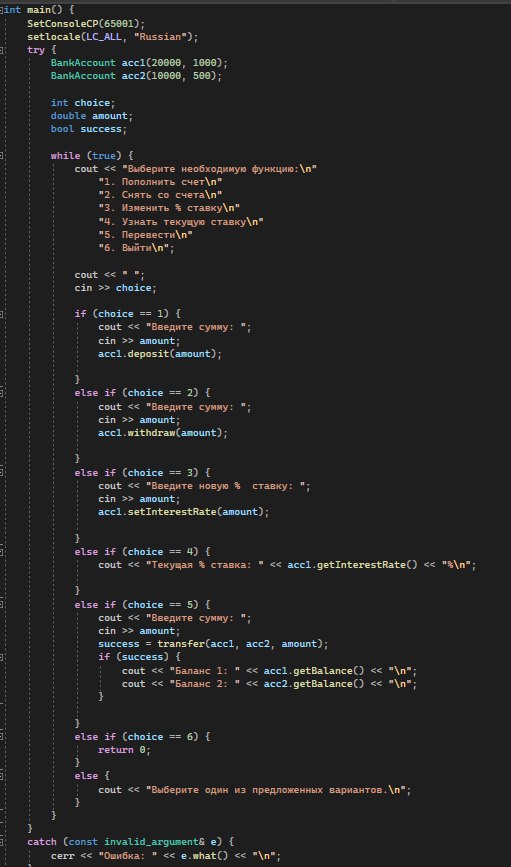 int main() {
    SetConsoleCP(65001);
    setlocale(LC_ALL, "Russian");
    try {
        BankAccount acc1(20000, 1000);
        BankAccount acc2(10000, 500);

        int choice;
        double amount;
        bool success;

        while (true) {
            cout << "Выберите необходимую функцию:\n"
                "1. Пополнить счет\n"
                "2. Снять со счета\n"
                "3. Изменить % ставку\n"
                "4. Узнать текущую ставку\n"
                "5. Перевести\n"
                "6. Выйти\n";

            cout << " ";
            cin >> choice;

            if (choice == 1) {
                cout << "Введите сумму: ";
                cin >> amount;
                acc1.deposit(amount);

            }
            else if (choice == 2) {
                cout << "Введите сумму: ";
                cin >> amount;
                acc1.withdraw(amount);

            }
            else if (choice == 3) {
                cout << "Введите новую %  ставку: ";
                cin >> amount;
                acc1.setInterestRate(amount);

            }
            else if (choice == 4) {
                cout << "Текущая % ставка: " << acc1.getInterestRate() << "%\n";

            }
            else if (choice == 5) {
                cout << "Введите сумму: ";
                cin >> amount;
                success = transfer(acc1, acc2, amount);
                if (success) {
                    cout << "Баланс 1: " << acc1.getBalance() << "\n";
                    cout << "Баланс 2: " << acc2.getBalance() << "\n";
                }

            }
            else if (choice == 6) {
                return 0;
            }
            else {
                cout << "Выберите один из предложенных вариантов.\n";
            }
        }
    }
    catch (const invalid_argument& e) {
        cerr << "Ошибка: " << e.what() << "\n";